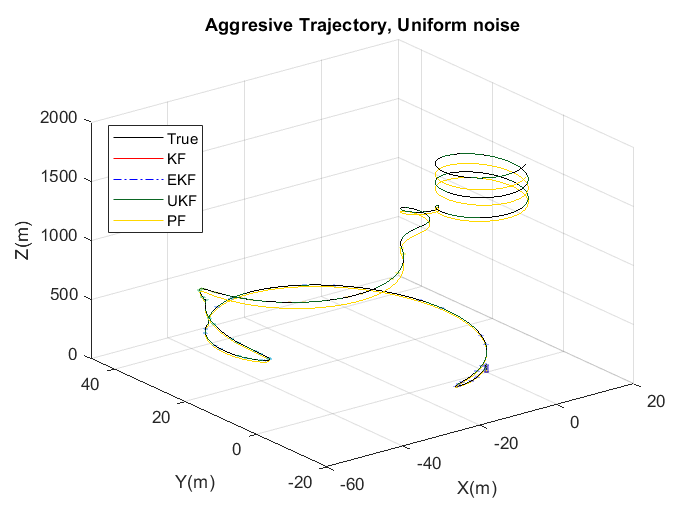 Aggresive Trajectory, Uniform noise
2000
1500
1000
500
0
Z(m)
True
KF
EKF
UKF
PF
40
20
0
-20
Y(m)
-60
-40
-20
0
20
X(m)